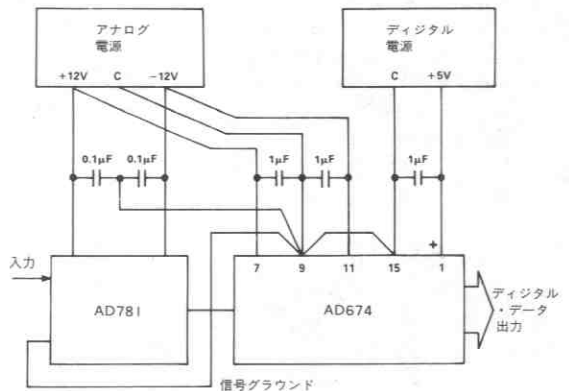 アナログ
電源
+12V C −12V
ディジタル
電源
C +5V
0.1μF 0.1μF
1μF 1μF
1μF
入力
7 9 11 15 + 1
AD781
AD674
ディジタル
・データ
出力
信号グラウンド